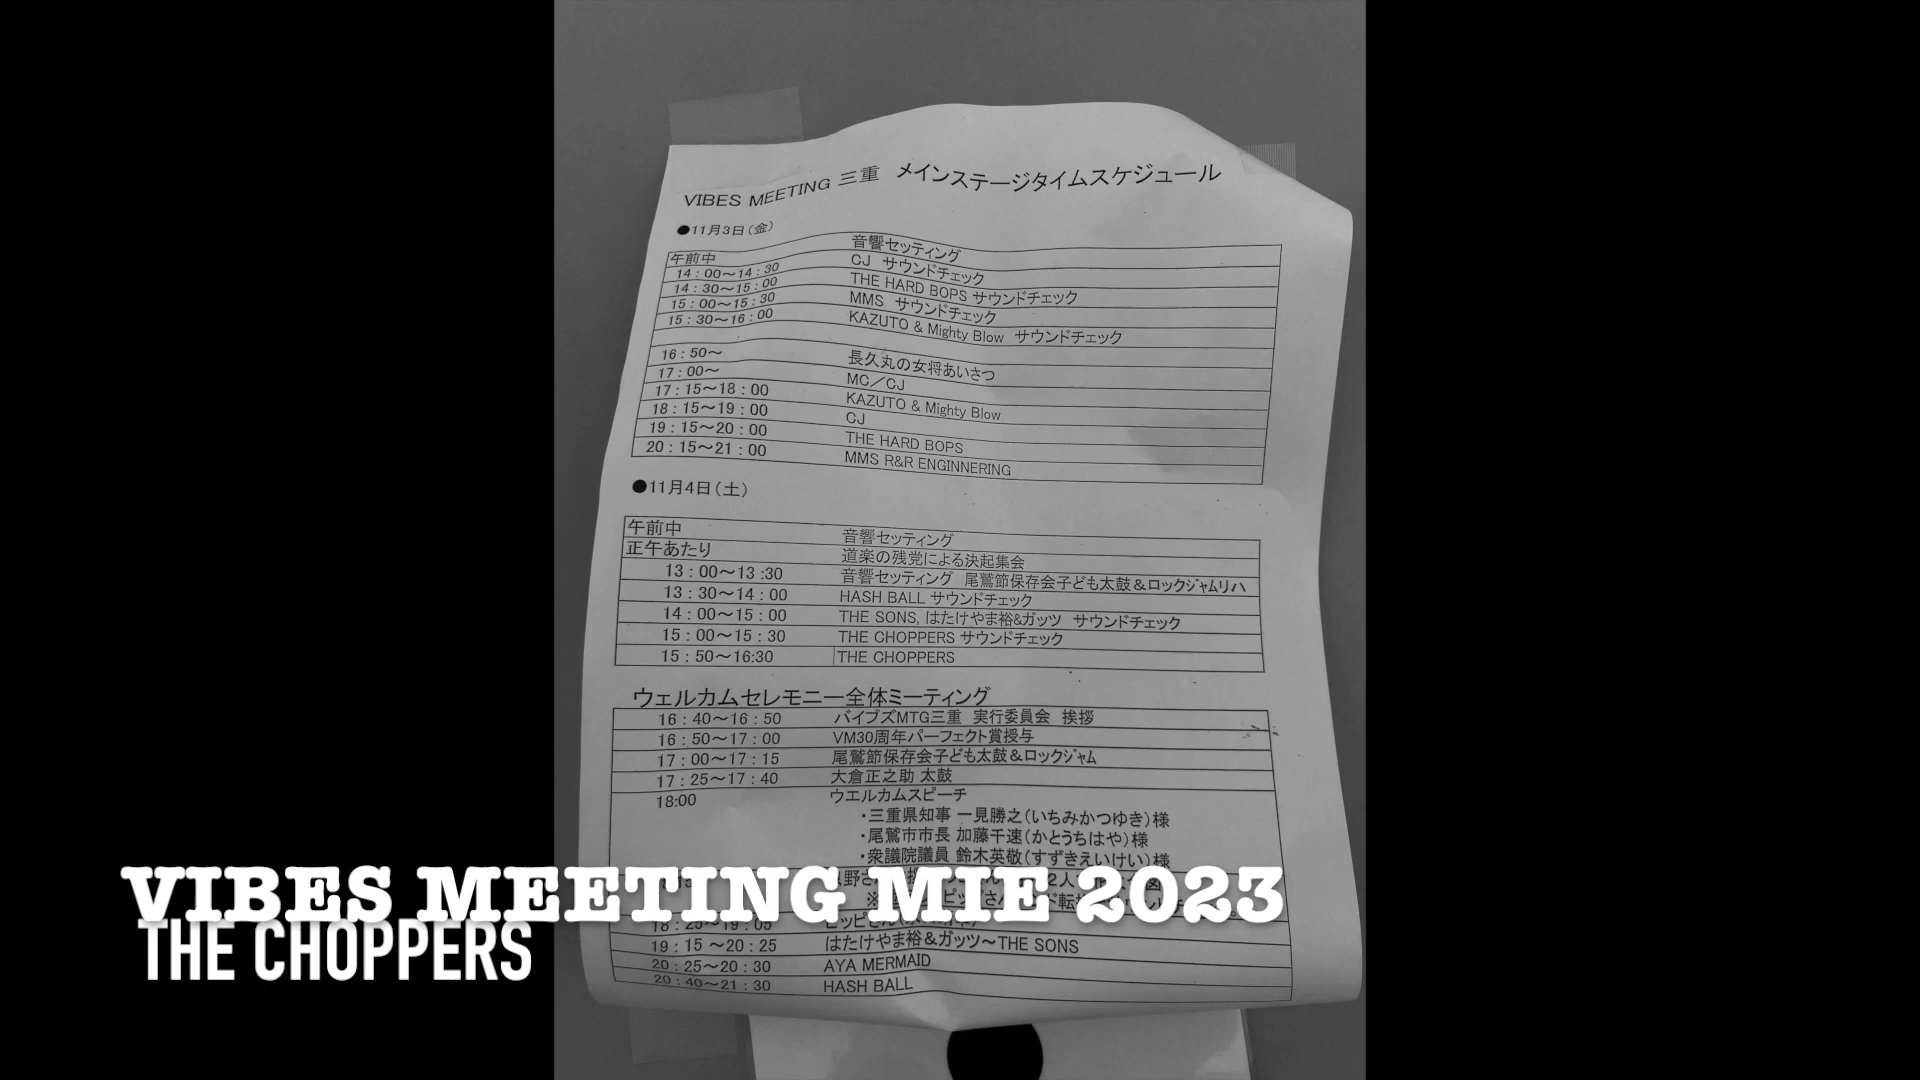 VIBES MEETING 三重 メインステージタイムスケジュール
●11月3日(金)
午前中 音響セッティング
14:00～14:30 CJ サウンドチェック
14:30～15:00 THE HARD BOPS サウンドチェック
15:00～15:30 MMS サウンドチェック
15:30～16:00 KAZUTO & Mighty Blow サウンドチェック
16:50～ 長久丸の女将あいさつ
17:00～ MC／CJ
17:15～18:00 KAZUTO & Mighty Blow
18:15～19:00 CJ
19:15～20:00 THE HARD BOPS
20:15～21:00 MMS R&R ENGINNERING
●11月4日(土)
午前中 音響セッティング
正午あたり 道楽の残党による決起集会
13:00～13:30 音響セッティング 尾鷲節保存会子ども太鼓＆ロックジャムリハ
13:30～14:00 HASH BALL サウンドチェック
14:00～15:00 THE SONS, はたけやま裕&ガッツ サウンドチェック
15:00～15:30 THE CHOPPERS サウンドチェック
15:50～16:30 THE CHOPPERS
ウェルカムセレモニー全体ミーティング
16:40～16:50 バイブズMTG三重 実行委員会 挨拶
16:50～17:00 VM30周年パーフェクト賞授与
17:00～17:15 尾鷲節保存会子ども太鼓＆ロックジャム
17:25～17:40 大倉正之助 太鼓
18:00 ウエルカムスピーチ
・三重県知事 一見勝之(いちみかつゆき)様
・尾鷲市市長 加藤千速(かとうちはや)様
・衆議院議員 鈴木英敬(すずきえいけい)様
VIBES MEETING MIE 2023
THE CHOPPERS
18:25～19:05
19:15～20:25 はたけやま裕＆ガッツ～THE SONS
20:25～20:30 AYA MERMAID
20:40～21:30 HASH BALL